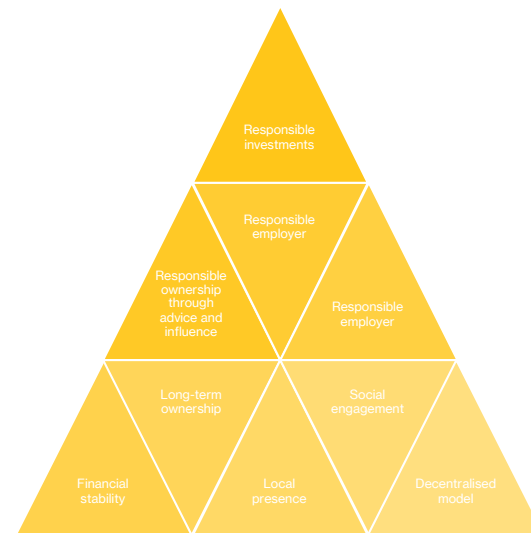 Responsible
investments
Responsible
employer
Responsible
ownership
through
advice and
influence
Responsible
employer
Long-term
ownership
Social
engagement
Financial
stability
Local
presence
Decentralised
model